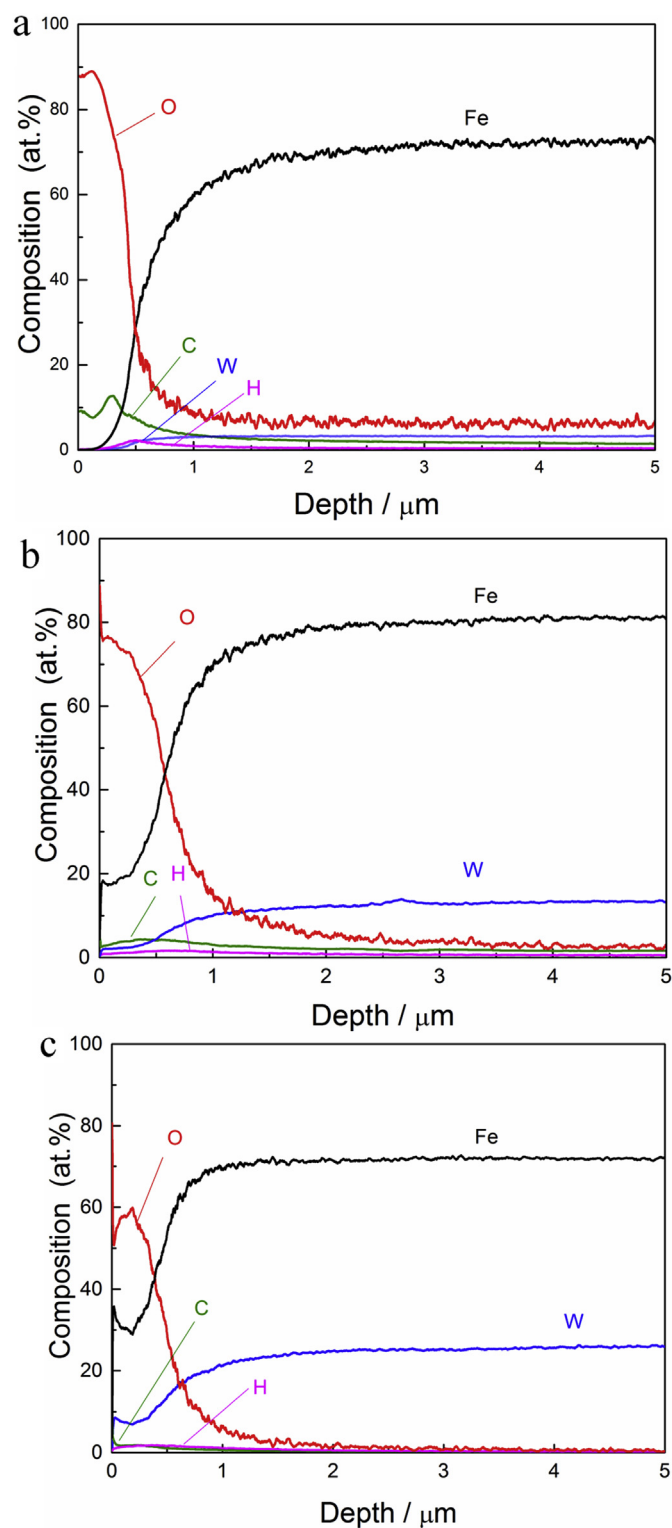 a
100
80
60
40
20
0
Composition (at.%)
O
Fe
C
W
H
0 1 2 3 4 5
Depth / μm
b
100
80
60
40
20
0
Composition (at.%)
O
Fe
C
H
W
0 1 2 3 4 5
Depth / μm
c
100
80
60
40
20
0
Composition (at.%)
O
Fe
C
W
H
0 1 2 3 4 5
Depth / μm